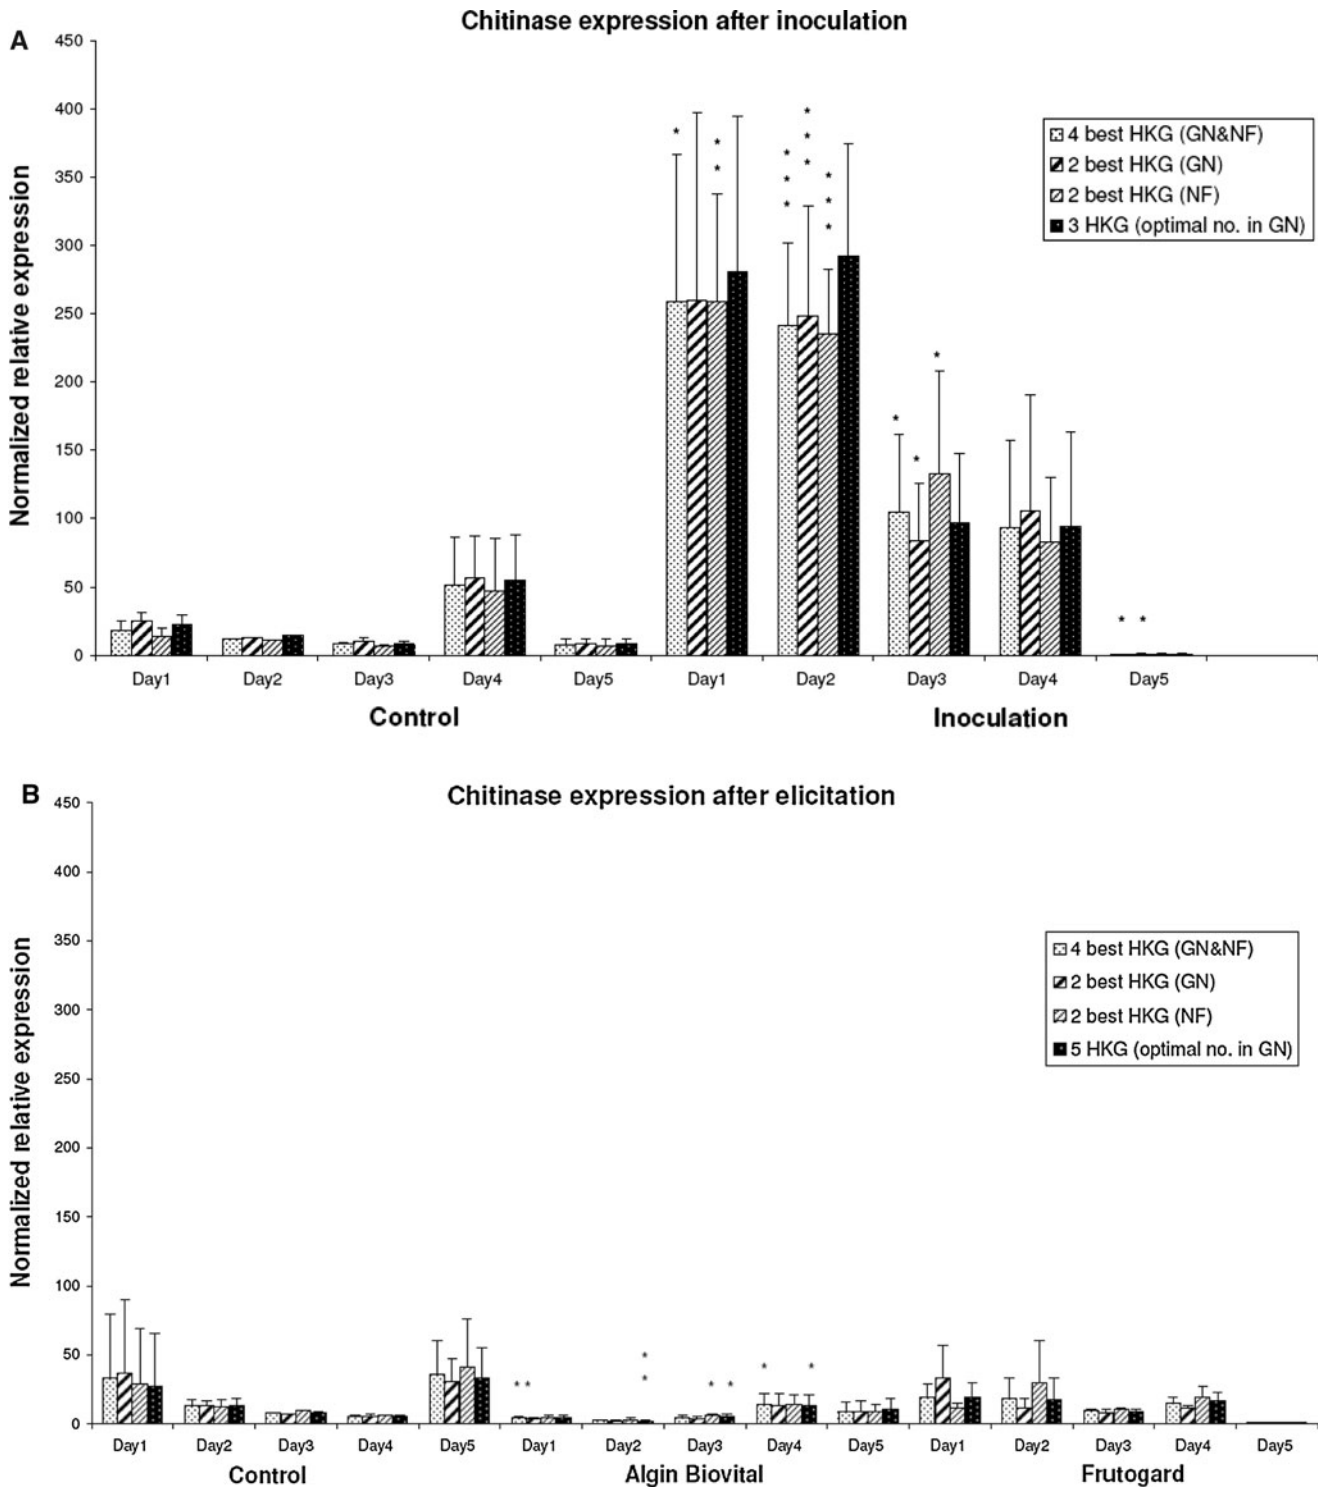 A
Chitinase expression after inoculation
Normalized relative expression
450
400
350
300
250
200
150
100
50
0
4 best HKG (GN&NF)
2 best HKG (GN)
2 best HKG (NF)
3 HKG (optimal no. in GN)
* * * * * * * * * * * * * * * * * *
Day1 Day2 Day3 Day4 Day5 Day1 Day2 Day3 Day4 Day5
Control Inoculation
B
Chitinase expression after elicitation
Normalized relative expression
450
400
350
300
250
200
150
100
50
0
4 best HKG (GN&NF)
2 best HKG (GN)
2 best HKG (NF)
5 HKG (optimal no. in GN)
* * * * * * * *
Day1 Day2 Day3 Day4 Day5 Day1 Day2 Day3 Day4 Day5 Day1 Day2 Day3 Day4 Day5
Control Algin Biovital Frutogard